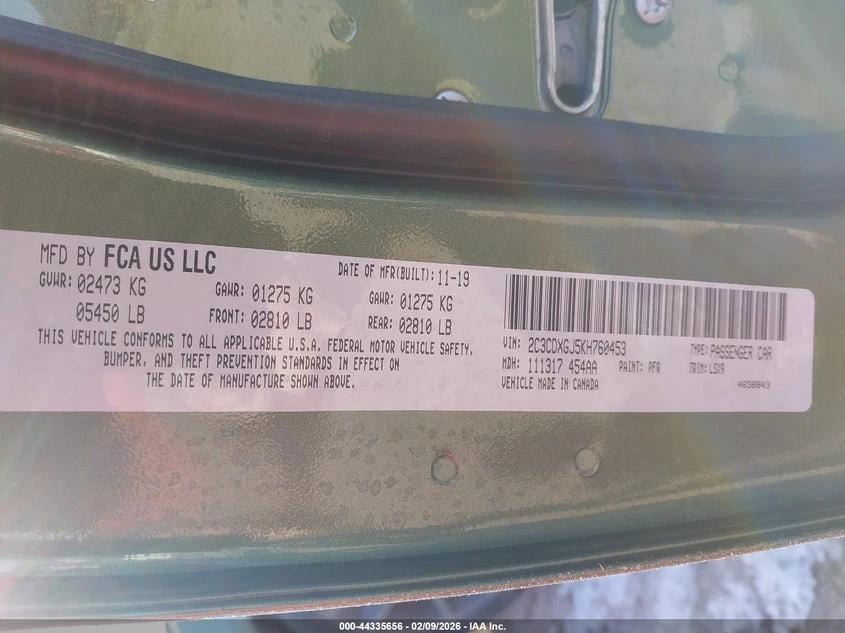 MFD BY FCA US LLC
DATE OF MFR(BUILT): 11-19
GVWR: 02473 KG GAWR: 01275 KG GAWR: 01275 KG
05450 LB FRONT: 02810 LB REAR: 02810 LB
THIS VEHICLE CONFORMS TO ALL APPLICABLE U.S.A. FEDERAL MOTOR VEHICLE SAFETY,
BUMPER, AND THEFT PREVENTION STANDARDS IN EFFECT ON
THE DATE OF MANUFACTURE SHOWN ABOVE.
VIN: 2C3CDXGJ5KH760453 TYPE: PASSENGER CAR
MDH: 111317 454AA PAINT: PFQ TRIM: LSX9
VEHICLE MADE IN CANADA 4658843
000-44335656 - 02/09/2026 - IAA Inc.